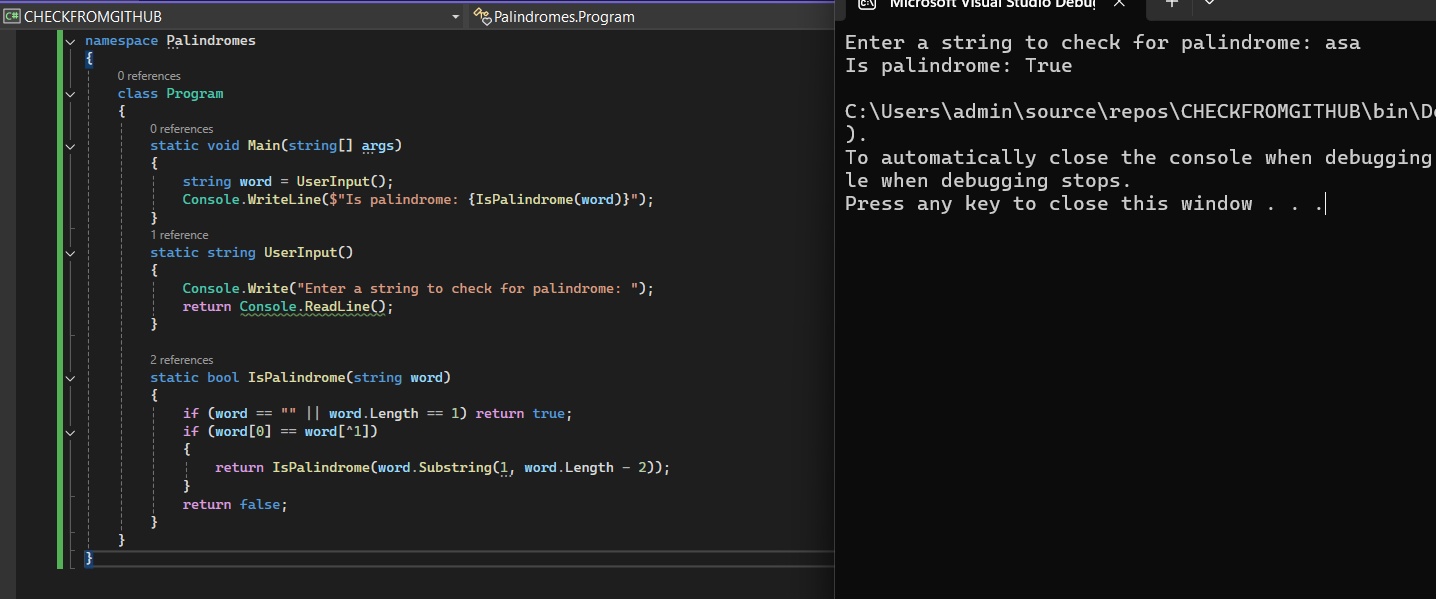 CHECKFROMGITHUB
Palindromes.Program
namespace Palindromes
{
0 references
class Program
{
0 references
static void Main(string[] args)
{
string word = UserInput();
Console.WriteLine($"Is palindrome: {IsPalindrome(word)}");
}
1 reference
static string UserInput()
{
Console.Write("Enter a string to check for palindrome: ");
return Console.ReadLine();
}
2 references
static bool IsPalindrome(string word)
{
if (word == "" || word.Length == 1) return true;
if (word[0] == word[^1])
{
return IsPalindrome(word.Substring(1, word.Length - 2));
}
return false;
}
}
}
Microsoft Visual Studio Debu
Enter a string to check for palindrome: asa
Is palindrome: True
C:\Users\admin\source\repos\CHECKFROMGITHUB\bin\De
).
To automatically close the console when debugging
le when debugging stops.
Press any key to close this window . . .